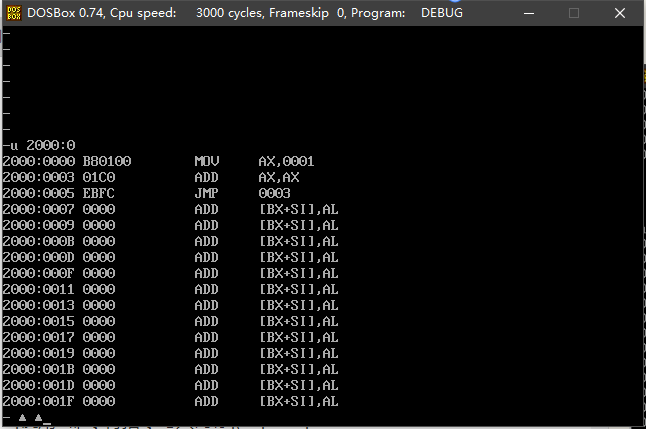 DOSBox 0.74, Cpu speed: 3000 cycles, Frameskip 0, Program: DEBUG
-
-
-
-
-
-
-
-u 2000:0
2000:0000 B80100 MOV AX,0001
2000:0003 01C0 ADD AX,AX
2000:0005 EBFC JMP 0003
2000:0007 0000 ADD [BX+SI],AL
2000:0009 0000 ADD [BX+SI],AL
2000:000B 0000 ADD [BX+SI],AL
2000:000D 0000 ADD [BX+SI],AL
2000:000F 0000 ADD [BX+SI],AL
2000:0011 0000 ADD [BX+SI],AL
2000:0013 0000 ADD [BX+SI],AL
2000:0015 0000 ADD [BX+SI],AL
2000:0017 0000 ADD [BX+SI],AL
2000:0019 0000 ADD [BX+SI],AL
2000:001B 0000 ADD [BX+SI],AL
2000:001D 0000 ADD [BX+SI],AL
2000:001F 0000 ADD [BX+SI],AL
- ▲ ▲_